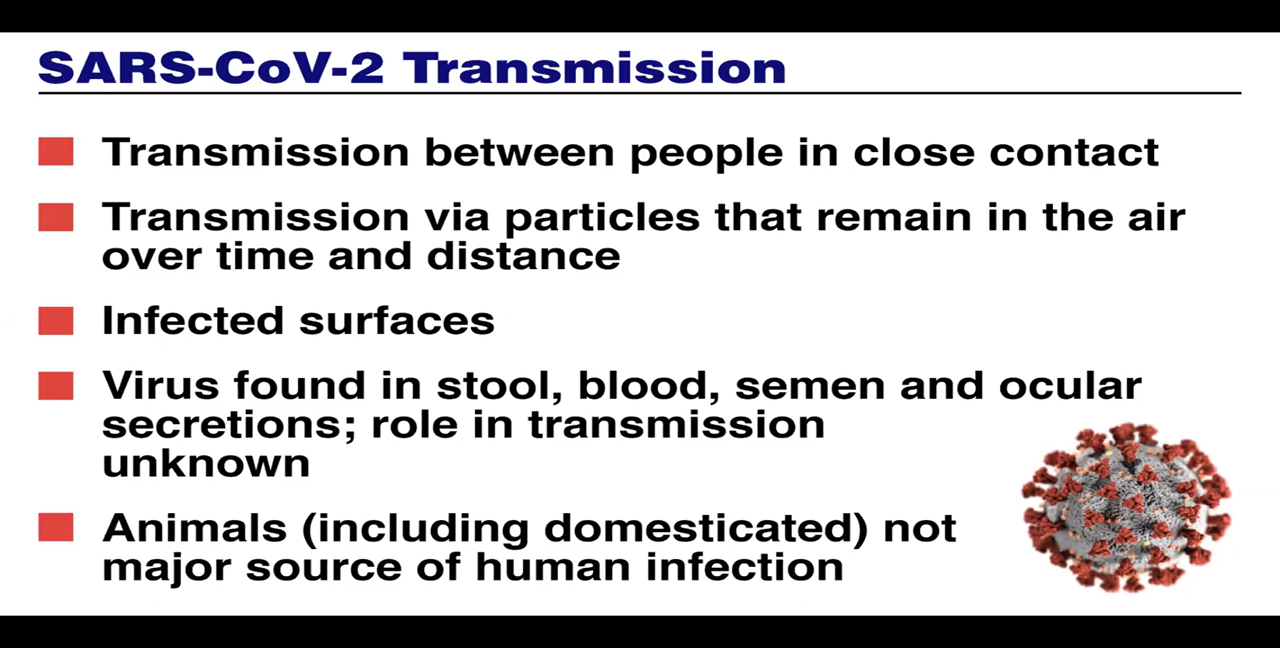 SARS-CoV-2 Transmission
Transmission between people in close contact
Transmission via particles that remain in the air
over time and distance
Infected surfaces
Virus found in stool, blood, semen and ocular
secretions; role in transmission
unknown
Animals (including domesticated) not
major source of human infection